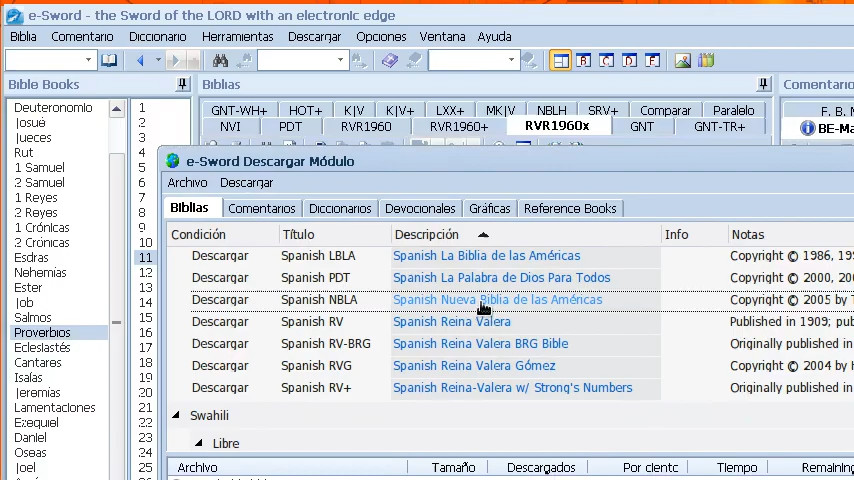 e-Sword - the Sword of the LORD with an electronic edge
Biblia Comentario Diccionario Herramientas Descargar Opciones Ventana Ayuda
B C D F
Bible Books Biblias Comentario
GNT-WH+ HOT+ KJV KJV+ LXX+ MKJV NBLH SRV+ Comparar Paralelo F. B. M
NVI PDT RVR1960 RVR1960+ RVR1960x GNT GNT-TR+ BE-Ma
Deuteronomio
Josué
Jueces
Rut
1 Samuel
2 Samuel
1 Reyes
2 Reyes
1 Crónicas
2 Crónicas
Esdras
Nehemias
Ester
Job
Salmos
Proverbios
Eclesiastés
Cantares
Isaías
Jeremias
Lamentaciones
Ezequiel
Daniel
Oseas
Joel
1
2
3
4
5
6
7
8
9
10
11
12
13
14
15
16
17
18
19
20
21
22
23
24
25
e-Sword Descargar Módulo
Archivo Descargar
Biblias Comentarios Diccionarios Devocionales Gráficas Reference Books
Condición Título Descripción Info Notas
Descargar Spanish LBLA Spanish La Biblia de las Américas Copyright © 1986, 19
Descargar Spanish PDT Spanish La Palabra de Dios Para Todos Copyright © 2000, 200
Descargar Spanish NBLA Spanish Nueva Biblia de las Américas Copyright © 2005 by T
Descargar Spanish RV Spanish Reina Valera Published in 1909; pub
Descargar Spanish RV-BRG Spanish Reina Valera BRG Bible Originally published in
Descargar Spanish RVG Spanish Reina Valera Gómez Copyright © 2004 by H
Descargar Spanish RV+ Spanish Reina-Valera w/ Strong's Numbers Originally published in
Swahili
Libre
Archivo Tamaño Descargados Por ciento Tiempo Remaining